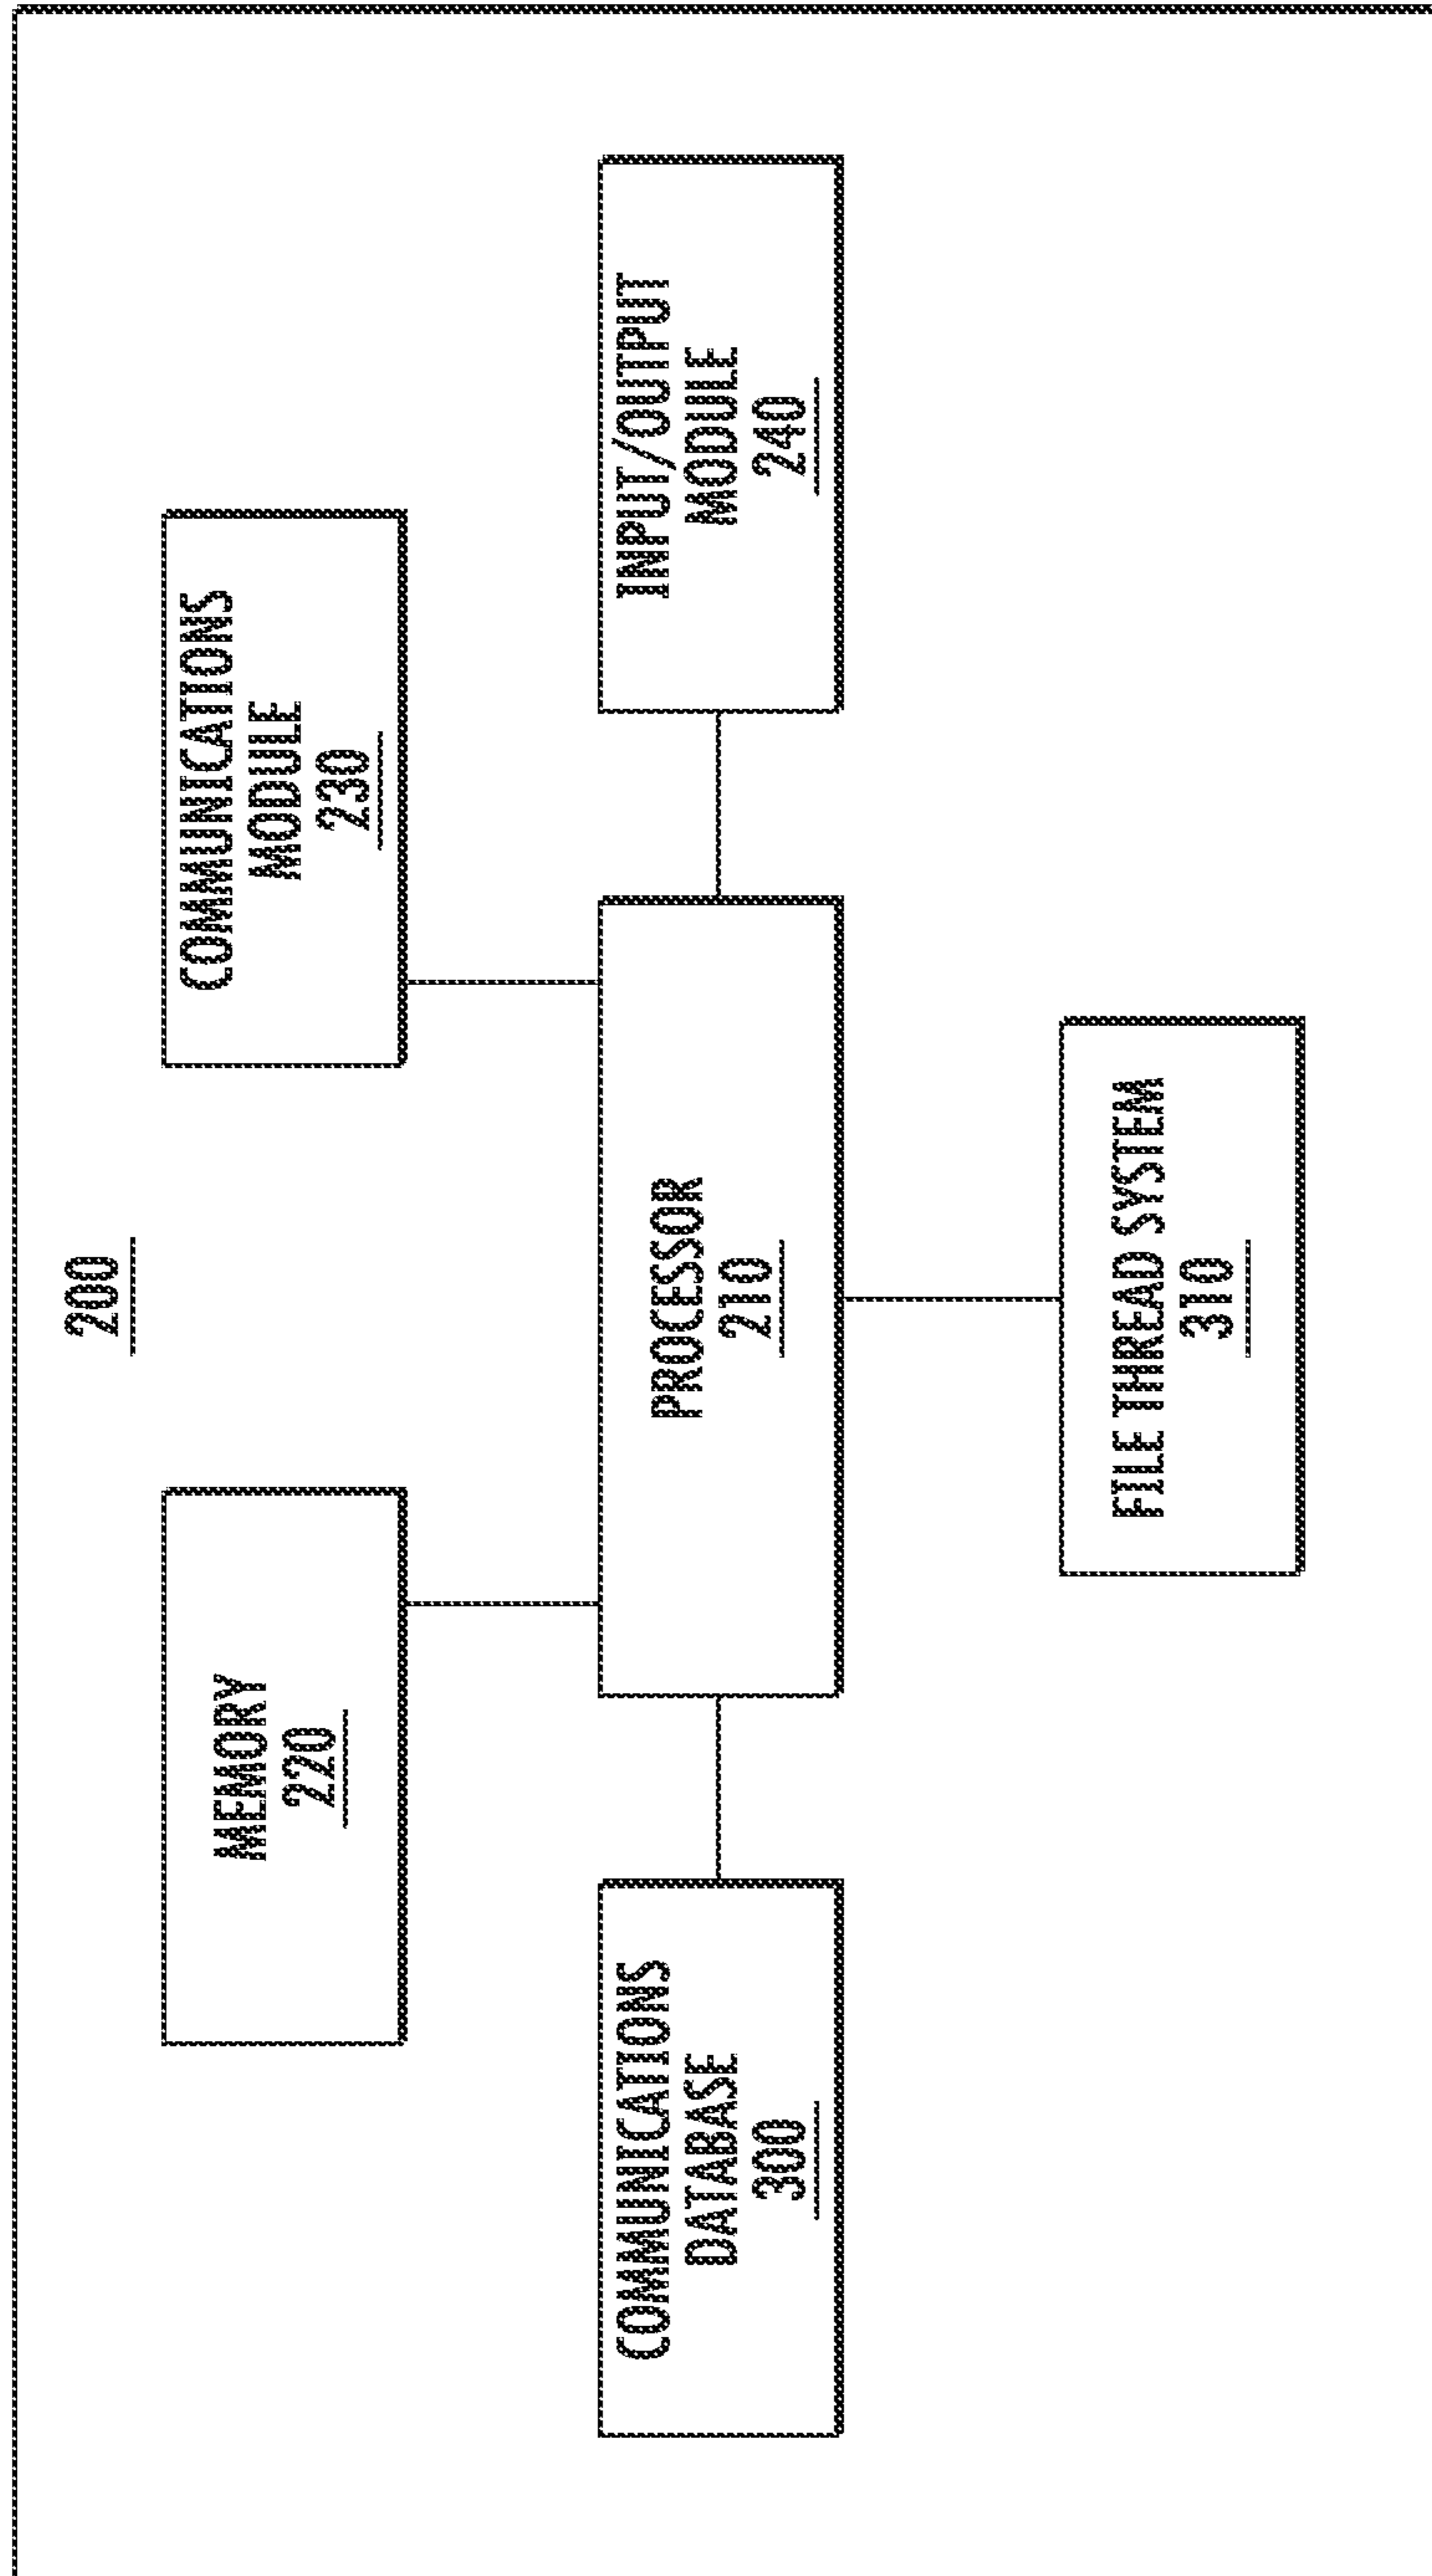 200
MEMORY
220
COMMUNICATIONS
MODULE
230
COMMUNICATIONS
DATABASE
300
PROCESSOR
210
INPUT/OUTPUT
MODULE
240
FILE THREAD SYSTEM
310